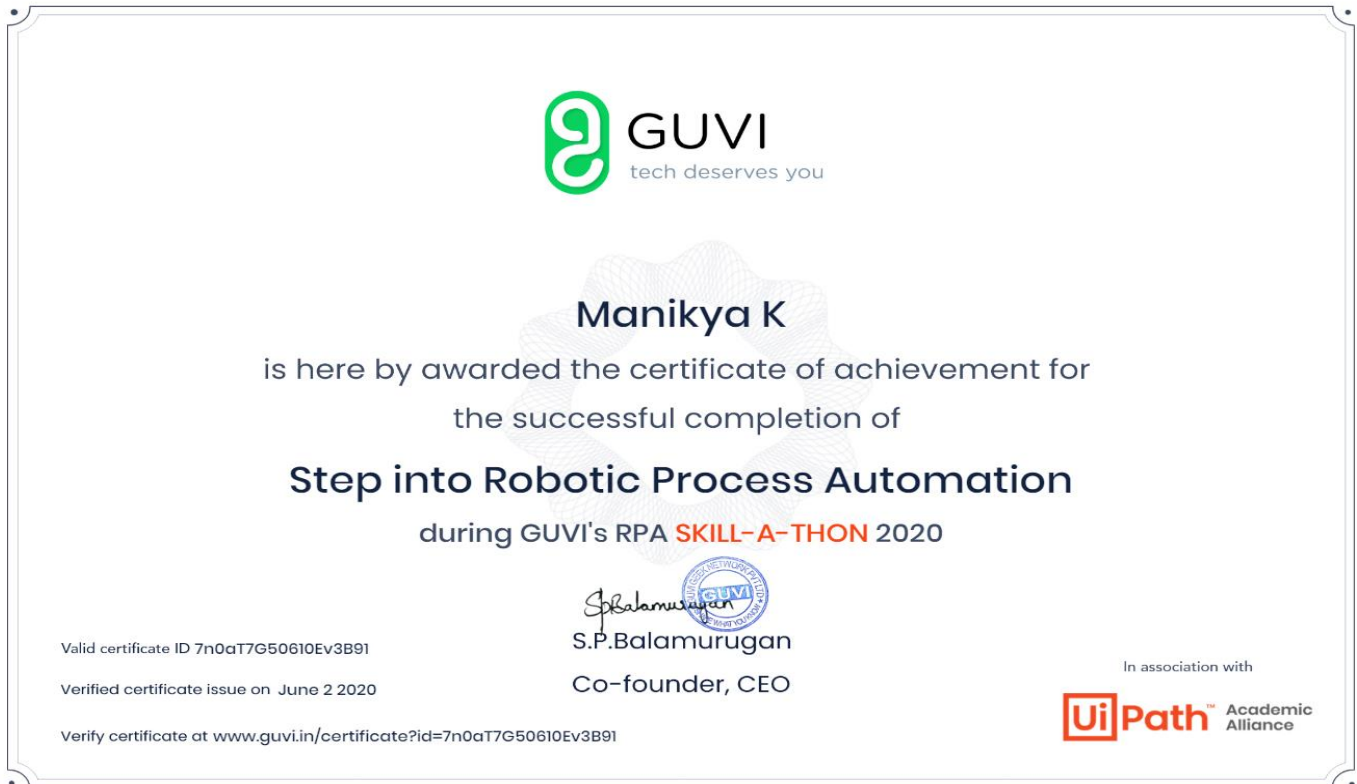 GUVI
tech deserves you
Manikya K
is here by awarded the certificate of achievement for
the successful completion of
Step into Robotic Process Automation
during GUVI's RPA SKILL-A-THON 2020
S.P.Balamurugan
GUVI
S.P.Balamurugan
Co-founder, CEO
Valid certificate ID 7n0aT7G50610Ev3B91
Verified certificate issue on June 2 2020
Verify certificate at www.guvi.in/certificate?id=7n0aT7G50610Ev3B91
In association with
UiPath™ Academic
Alliance